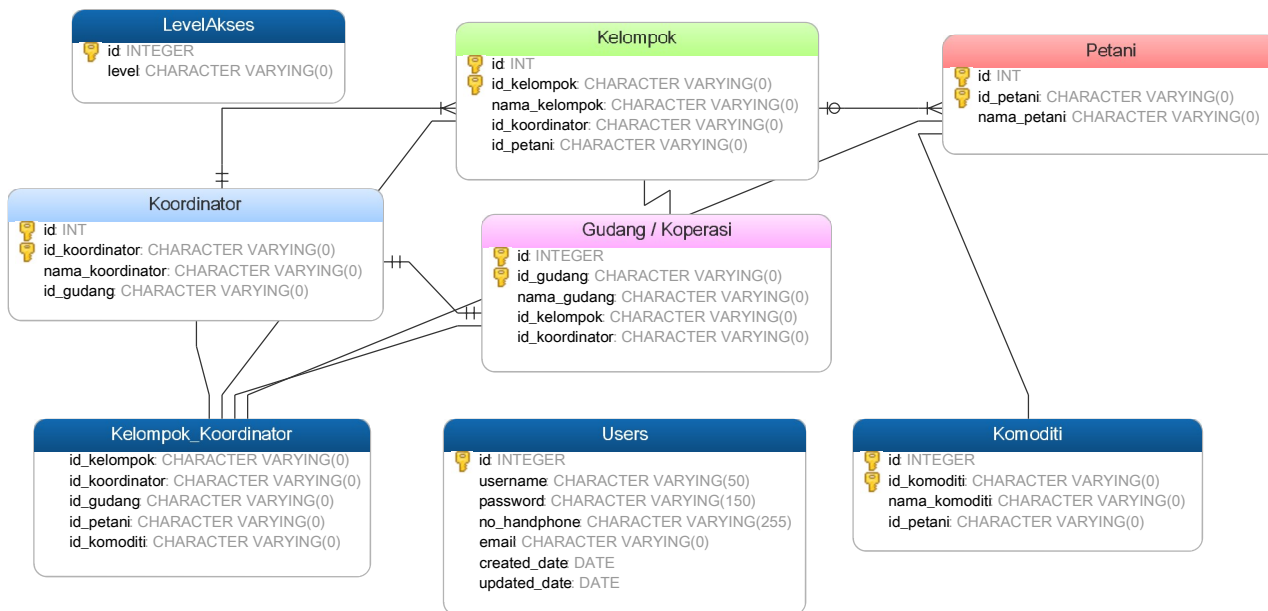 LevelAkses
id: INTEGER
level: CHARACTER VARYING(0)
Kelompok
id: INT
id_kelompok: CHARACTER VARYING(0)
nama_kelompok: CHARACTER VARYING(0)
id_koordinator: CHARACTER VARYING(0)
id_petani: CHARACTER VARYING(0)
Petani
id: INT
id_petani: CHARACTER VARYING(0)
nama_petani: CHARACTER VARYING(0)
Koordinator
id: INT
id_koordinator: CHARACTER VARYING(0)
nama_koordinator: CHARACTER VARYING(0)
id_gudang: CHARACTER VARYING(0)
Gudang / Koperasi
id: INTEGER
id_gudang: CHARACTER VARYING(0)
nama_gudang: CHARACTER VARYING(0)
id_kelompok: CHARACTER VARYING(0)
id_koordinator: CHARACTER VARYING(0)
Kelompok_Koordinator
id_kelompok: CHARACTER VARYING(0)
id_koordinator: CHARACTER VARYING(0)
id_gudang: CHARACTER VARYING(0)
id_petani: CHARACTER VARYING(0)
id_komoditi: CHARACTER VARYING(0)
Users
id: INTEGER
username: CHARACTER VARYING(50)
password: CHARACTER VARYING(150)
no_handphone: CHARACTER VARYING(255)
email: CHARACTER VARYING(0)
created_date: DATE
updated_date: DATE
Komoditi
id: INTEGER
id_komoditi: CHARACTER VARYING(0)
nama_komoditi: CHARACTER VARYING(0)
id_petani: CHARACTER VARYING(0)